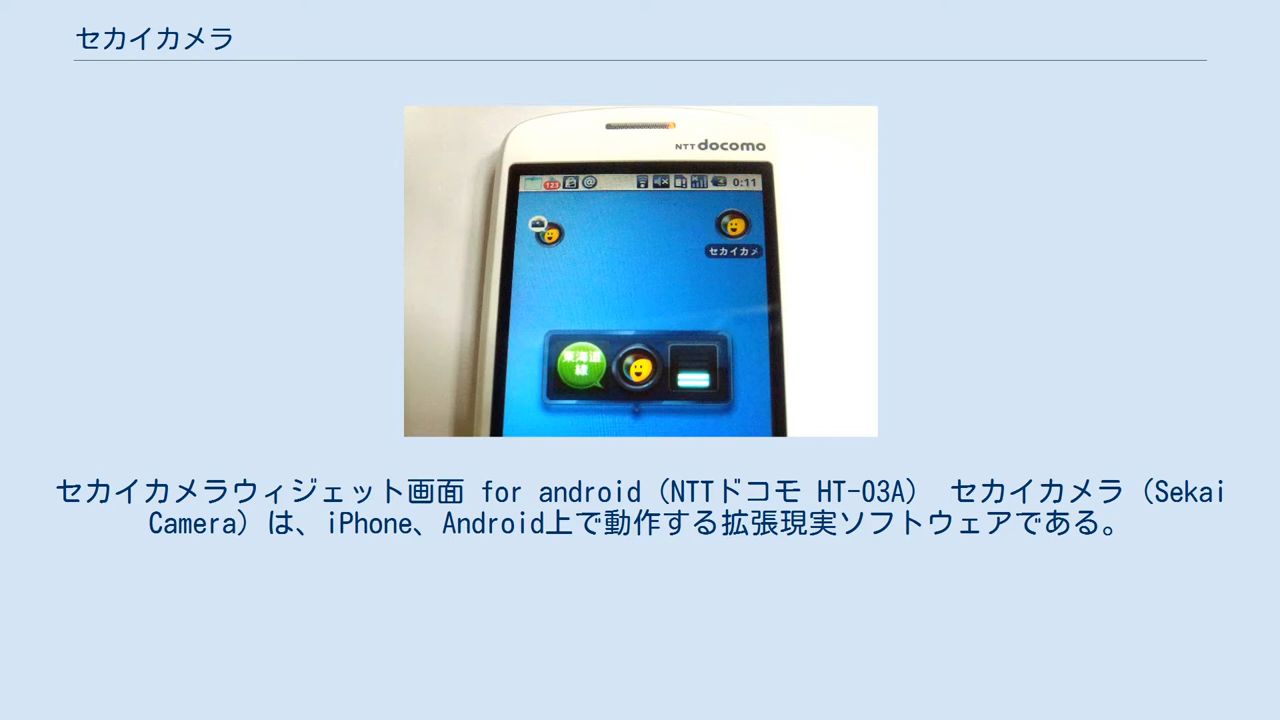 セカイカメラ
NTT docomo
123 @ 0:11
セカイカメ
東海道
線
セカイカメラウィジェット画面 for android（NTTドコモ HT-03A） セカイカメラ（Sekai
Camera）は、iPhone、Android上で動作する拡張現実ソフトウェアである。